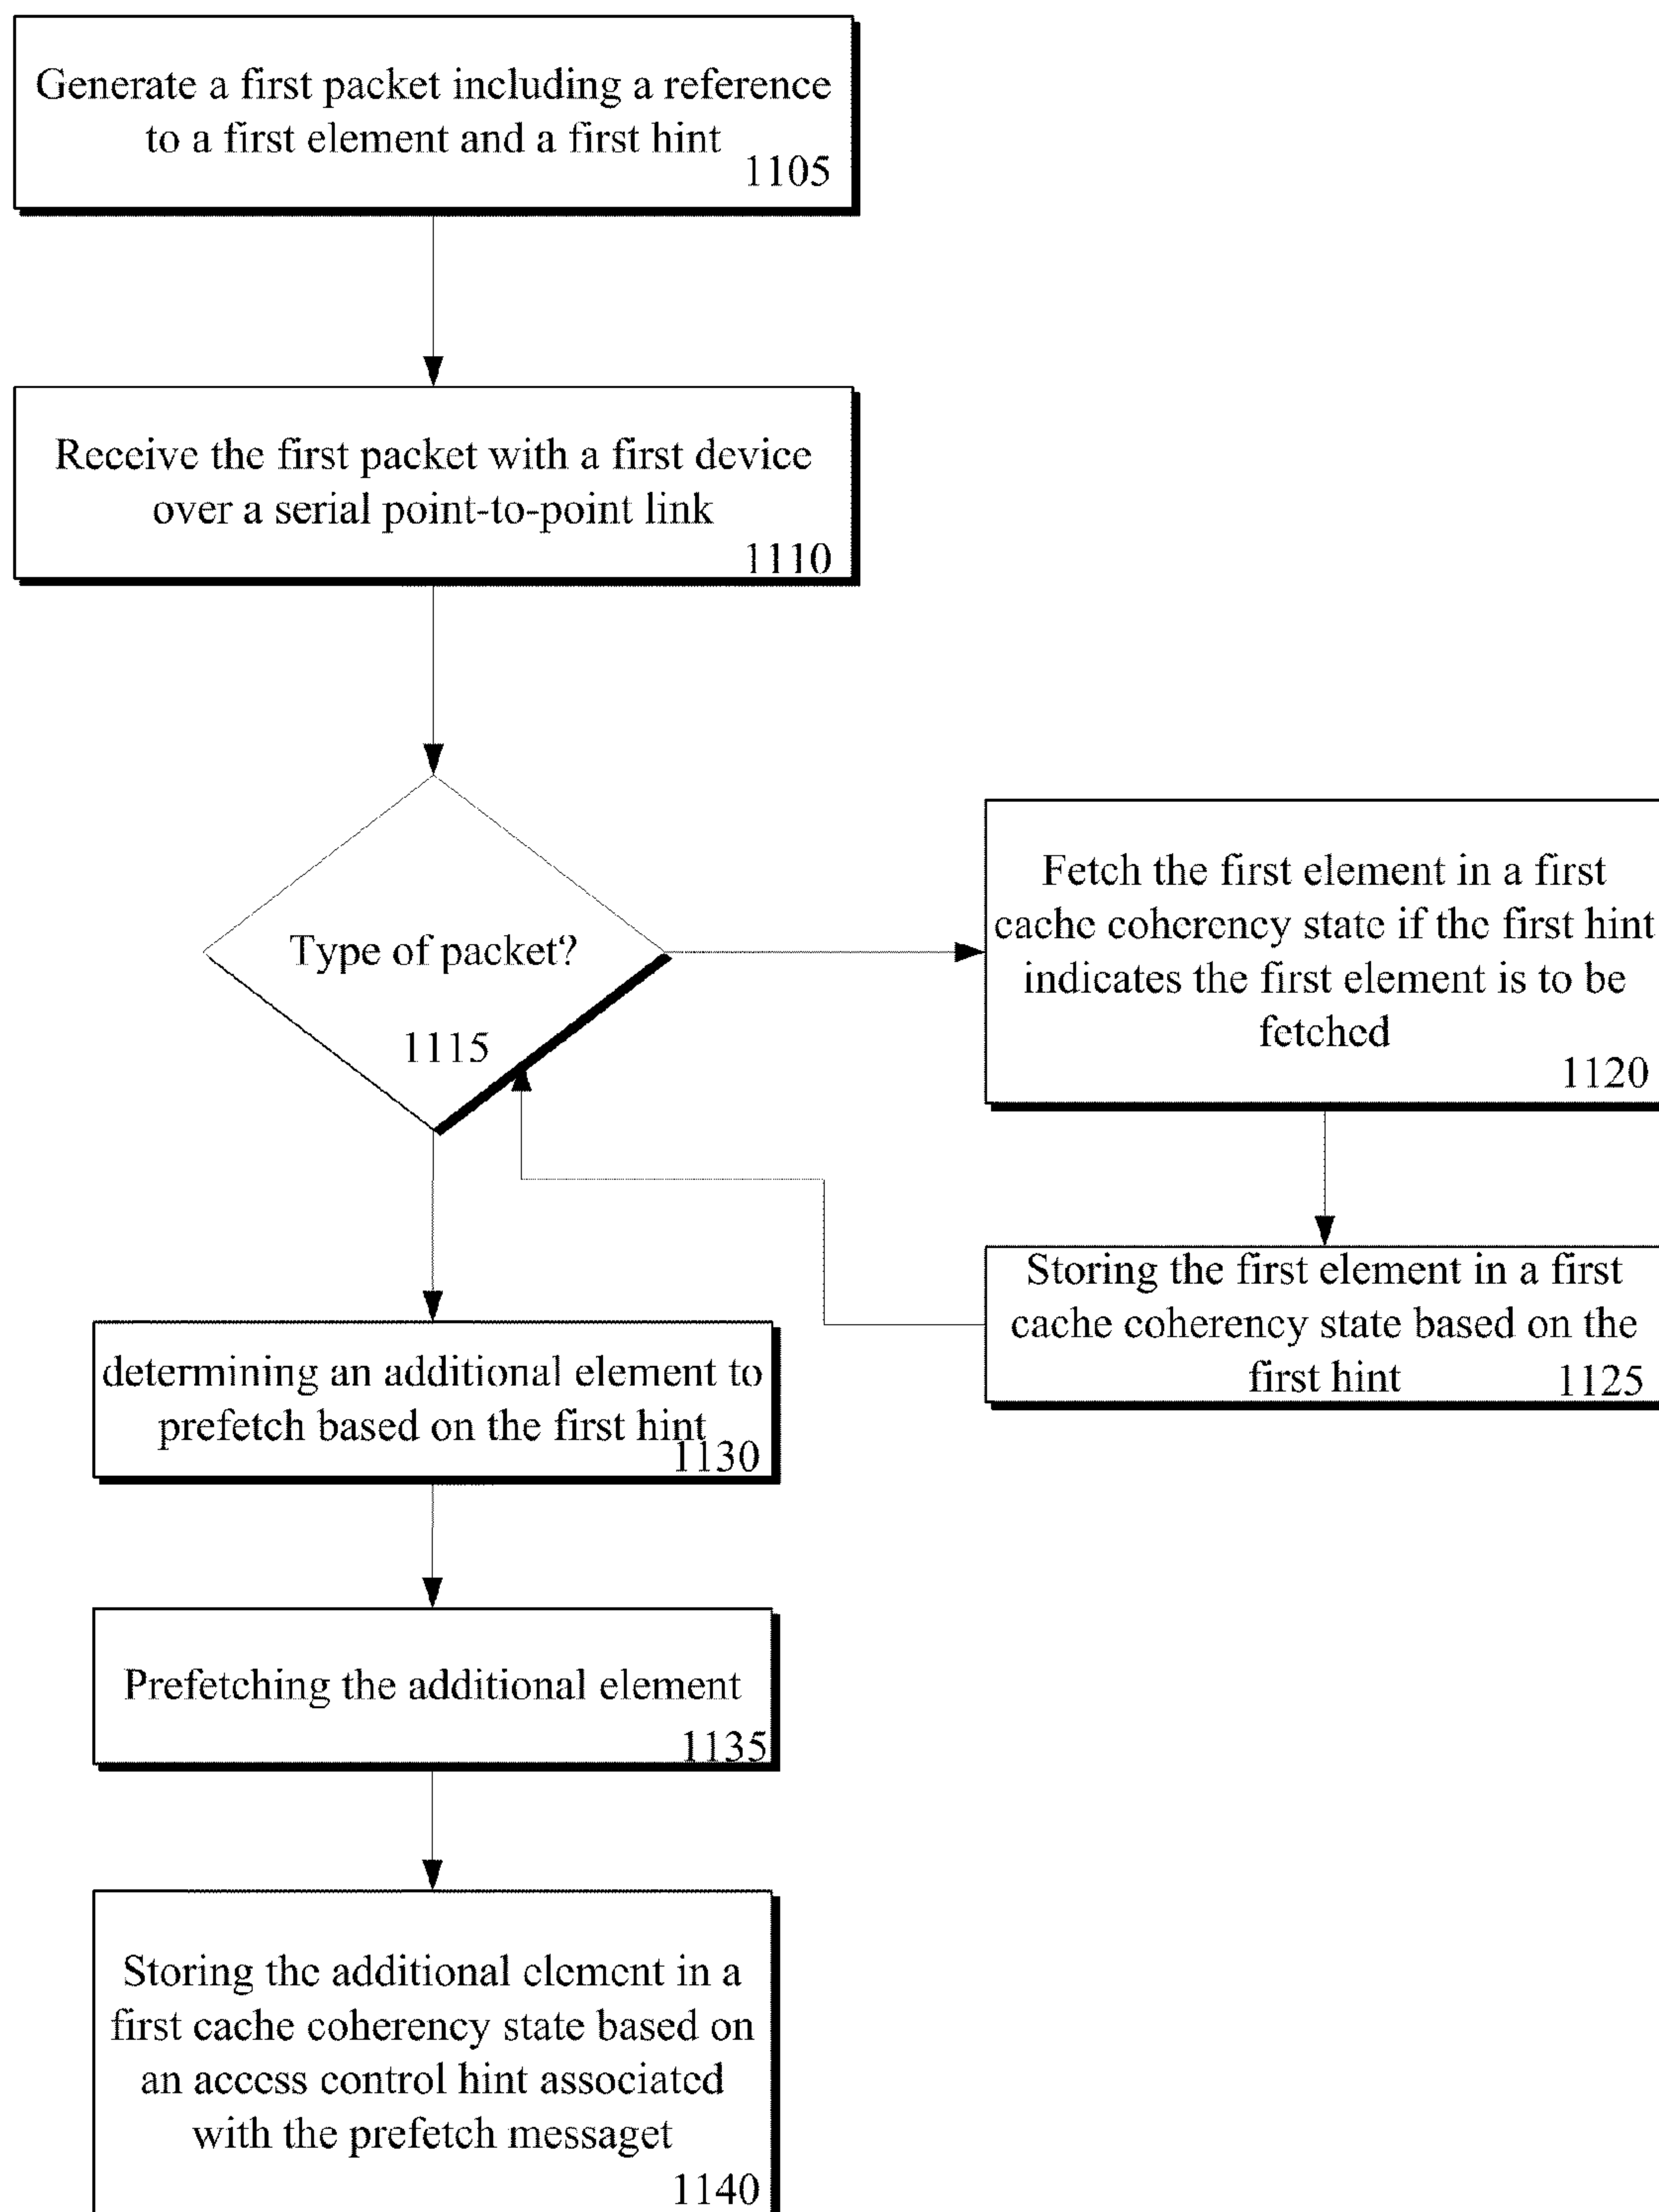 Generate a first packet including a reference
to a first element and a first hint
1105
Receive the first packet with a first device
over a serial point-to-point link
1110
Type of packet?
1115
Fetch the first element in a first
cache coherency state if the first hint
indicates the first element is to be
fetched
1120
Storing the first element in a first
cache coherency state based on the
first hint
1125
determining an additional element to
prefetch based on the first hint
1130
Prefetching the additional element
1135
Storing the additional element in a
first cache coherency state based on
an access control hint associated
with the prefetch messaget
1140